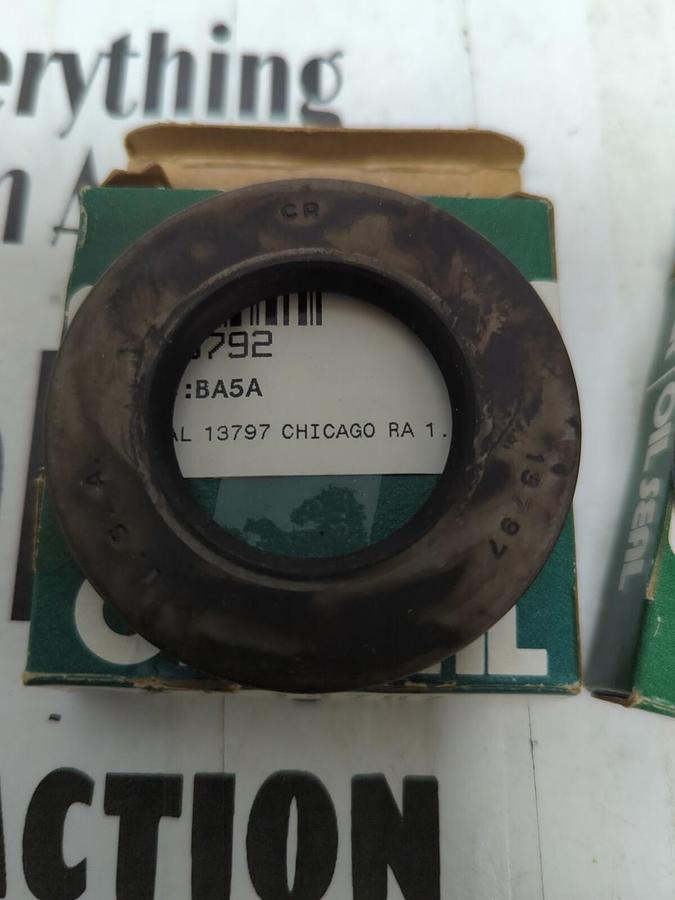 erything
CR
792
:BA5A
AL 13797 CHICAGO RA 1.
U.S.A.
13797
OIL SEAL
ACTION